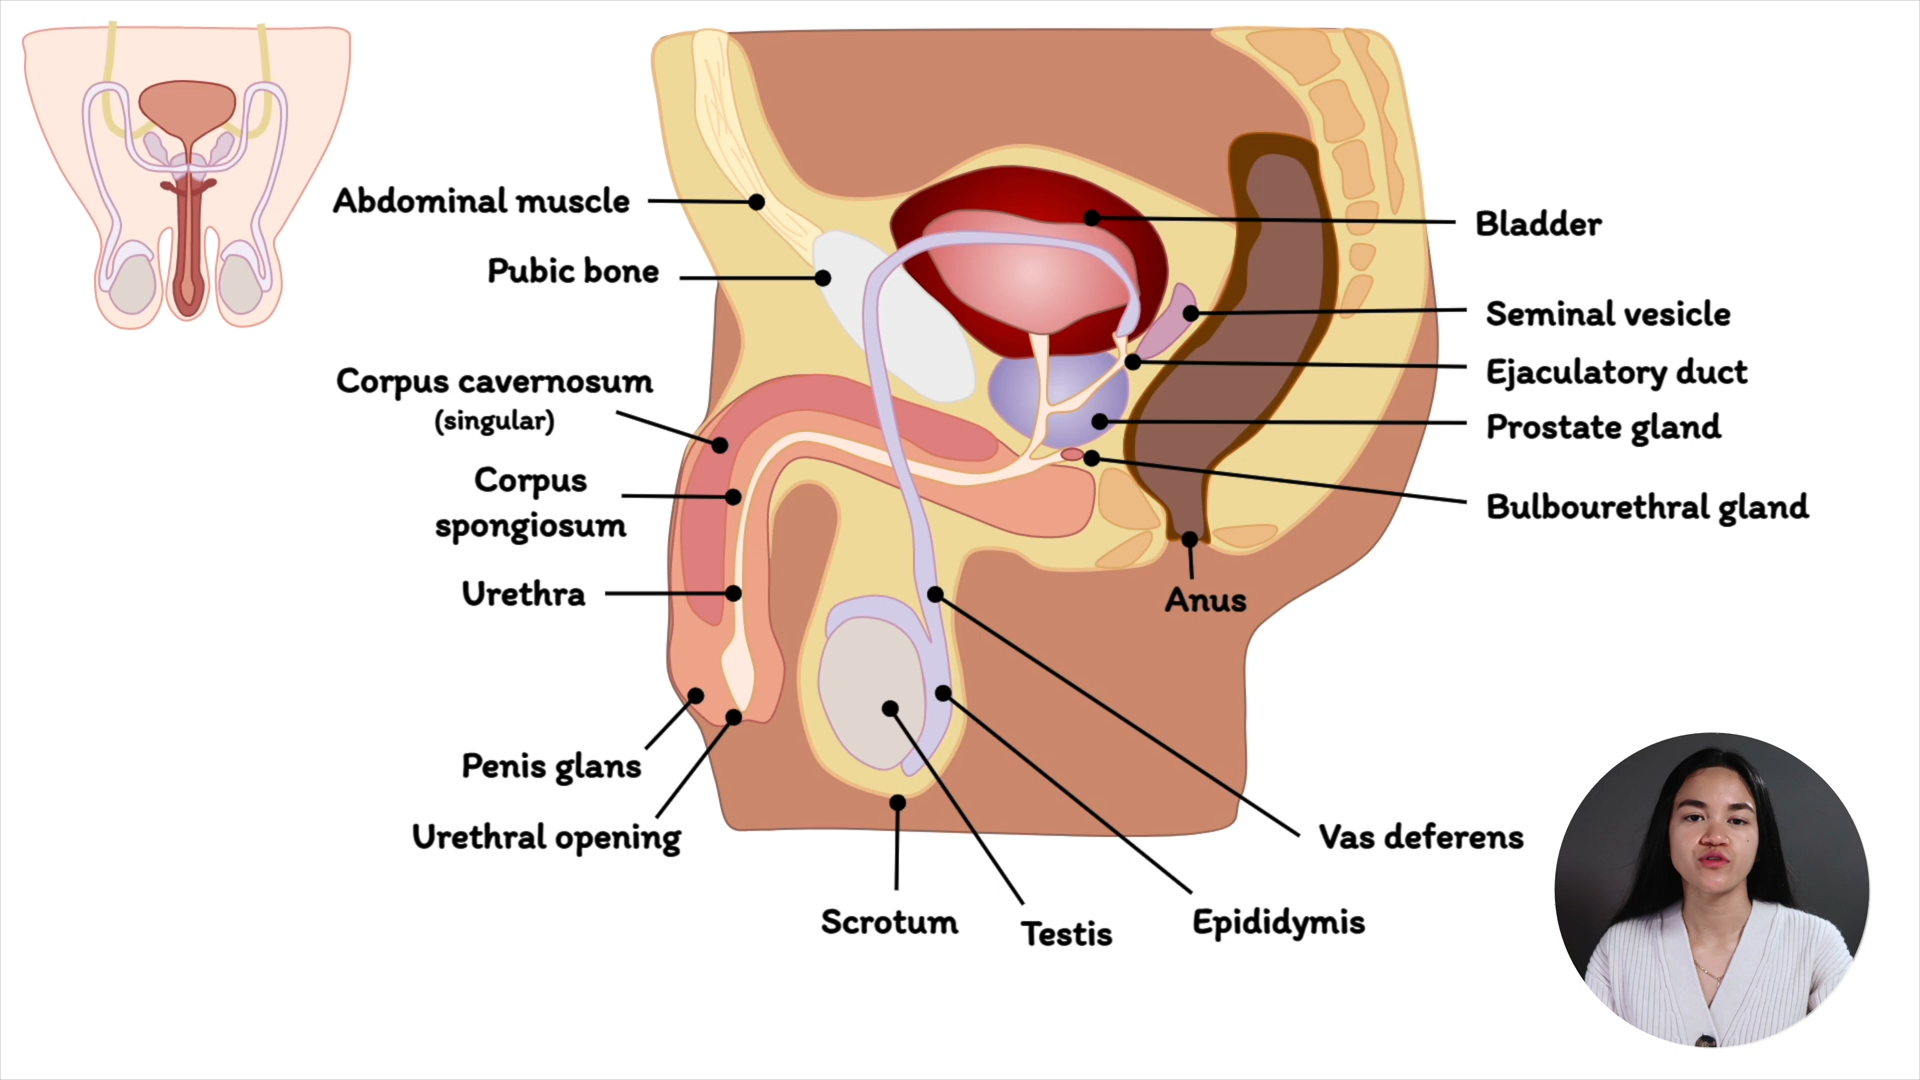 Abdominal muscle
Pubic bone
Corpus cavernosum
(singular)
Corpus
spongiosum
Urethra
Penis glans
Urethral opening
Scrotum
Testis
Epididymis
Vas deferens
Anus
Bladder
Seminal vesicle
Ejaculatory duct
Prostate gland
Bulbourethral gland